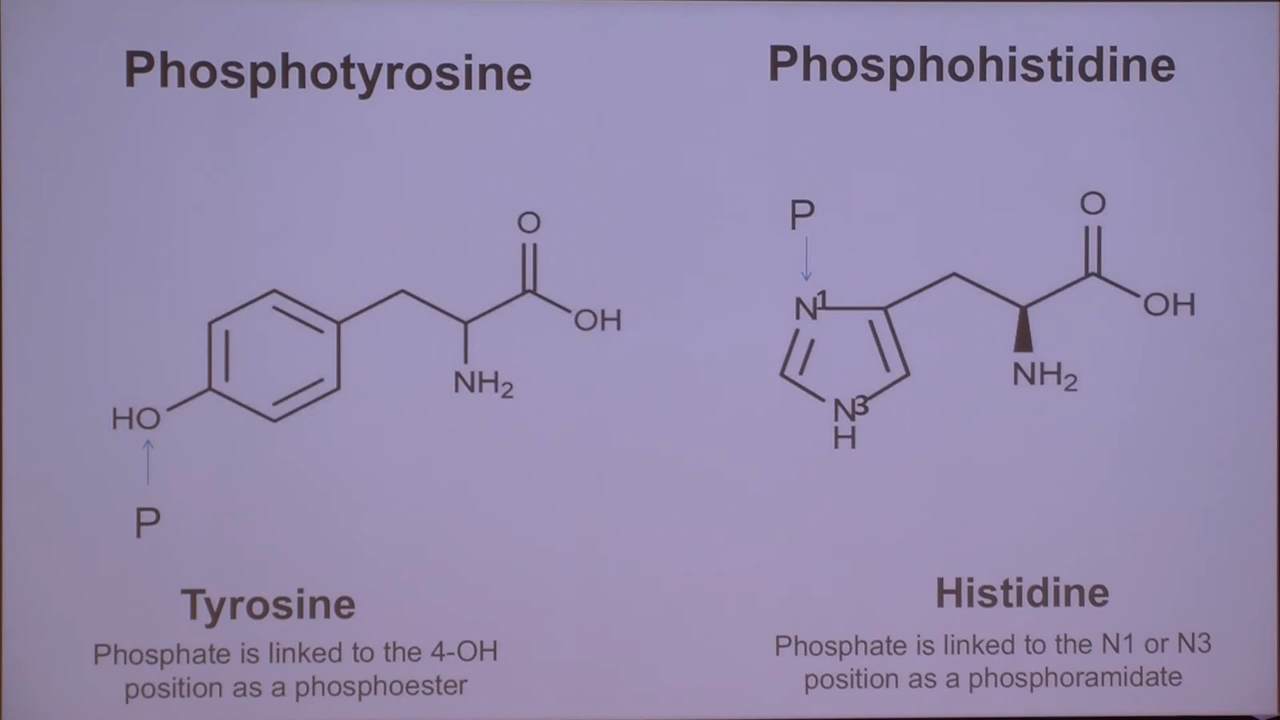 Phosphotyrosine
O
OH
NH₂
HO
P
Tyrosine
Phosphate is linked to the 4-OH
position as a phosphoester
Phosphohistidine
P
O
N1
OH
NH₂
N3
H
Histidine
Phosphate is linked to the N1 or N3
position as a phosphoramidate